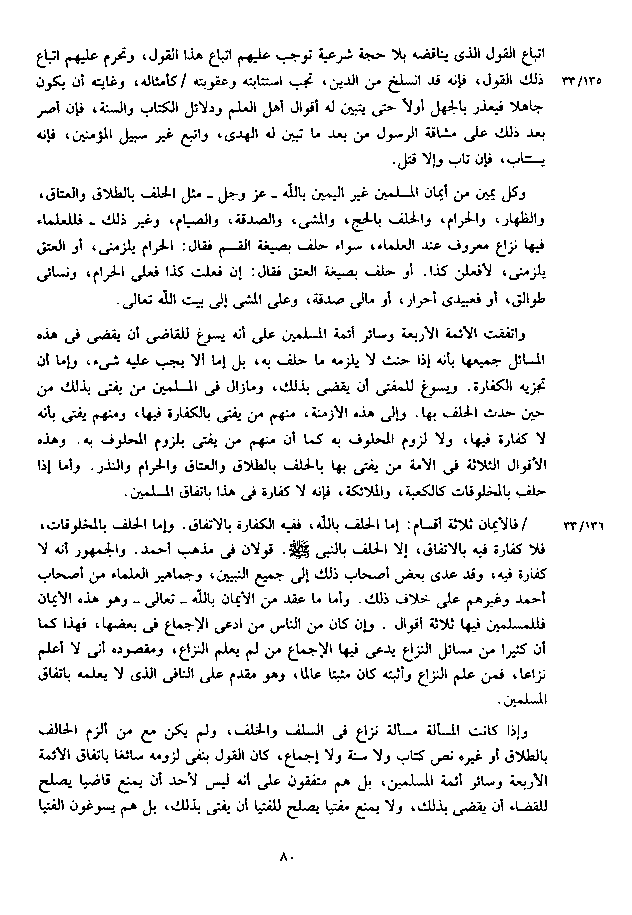 اتباع القول الذى يناقضه بلا حجة شرعية توجب عليهم اتباع هذا القول، وتحرم عليهم اتباع
٣٣/١٣٥ ذلك القول، فإنه قد انسلخ من الدين، تجب استتابته وعقوبته / كأمثاله، وغايته أن يكون
جاهلا فيعذر بالجهل أولاً حتى يتبين له أقوال أهل العلم ودلائل الكتاب والسنة، فإن أصر
بعد ذلك على مشاقة الرسول من بعد ما تبين له الهدى، واتبع غير سبيل المؤمنين، فإنه
يستتاب، فإن تاب وإلا قتل.
وكل يمين من أيمان المسلمين غير اليمين بالله ـ عز وجل ـ مثل الحلف بالطلاق والعتاق،
والظهار، والحرام، والحلف بالحج، والمشى، والصدقة، والصيام، وغير ذلك ـ فللعلماء
فيها نزاع معروف عند العلماء، سواء حلف بصيغة القسم فقال: الحرام يلزمنى، أو العتق
يلزمنى، لأفعلن كذا. أو حلف بصيغة العتق فقال: إن فعلت كذا فعلى الحرام، ونسائى
طوالق، أو فعبيدى أحرار، أو مالى صدقة، وعلى المشى إلى بيت الله تعالى.
واتفقت الأئمة الأربعة وسائر أئمة المسلمين على أنه يسوغ للقاضى أن يقضى فى هذه
المسائل جميعها بأنه إذا حنث لا يلزمه ما حلف به، بل إما ألا يجب عليه شىء، وإما أن
تجزيه الكفارة. ويسوغ للمفتى أن يقضى بذلك، ومازال فى المسلمين من يفتى بذلك من
حين حدث الحلف بها. وإلى هذه الأزمنة، منهم من يفتى بالكفارة فيها، ومنهم يفتى بأنه
لا كفارة فيها، ولا لزوم المحلوف به كما أن منهم من يفتى بلزوم المحلوف به. وهذه
الأقوال الثلاثة فى الأمة من يفتى بها بالحلف بالطلاق والعتاق والحرام والنذر. وأما إذا
حلف بالمخلوقات كالكعبة، والملائكة، فإنه لا كفارة فى هذا باتفاق المسلمين.
٣٣/١٣٦ / فالأيمان ثلاثة أقسام: إما الحلف بالله، ففيه الكفارة بالاتفاق. وإما الحلف بالمخلوقات،
فلا كفارة فيه بالاتفاق، إلا الحلف بالنبى ﷺ. قولان فى مذهب أحمد. والجمهور أنه لا
كفارة فيه، وقد عدى بعض أصحاب ذلك إلى جميع النبيين، وجماهير العلماء من أصحاب
أحمد وغيرهم على خلاف ذلك. وأما ما عقد من الأيمان بالله ـ تعالى ـ وهو هذه الأيمان
فللمسلمين فيها ثلاثة أقوال. وإن كان من الناس من ادعى الإجماع فى بعضها، فهذا كما
أن كثيرا من مسائل النزاع يدعى فيها الإجماع من لم يعلم النزاع، ومقصوده أنى لا أعلم
نزاعا، فمن علم النزاع وأثبته كان مثبتا عالما، وهو مقدم على النافى الذى لا يعلمه باتفاق
المسلمين.
وإذا كانت المسألة مسألة نزاع فى السلف والخلف، ولم يكن مع من ألزم الحالف
بالطلاق أو غيره نص كتاب ولا سنة ولا إجماع، كان القول بنفى لزومه سائغا باتفاق الأئمة
الأربعة وسائر أئمة المسلمين، بل هم متفقون على أنه ليس لأحد أن يمنع قاضيا يصلح
للقضاء أن يقضى بذلك، ولا يمنع مفتيا يصلح للفتيا أن يفتى بذلك، بل هم يسوغون الفتيا
٨٠